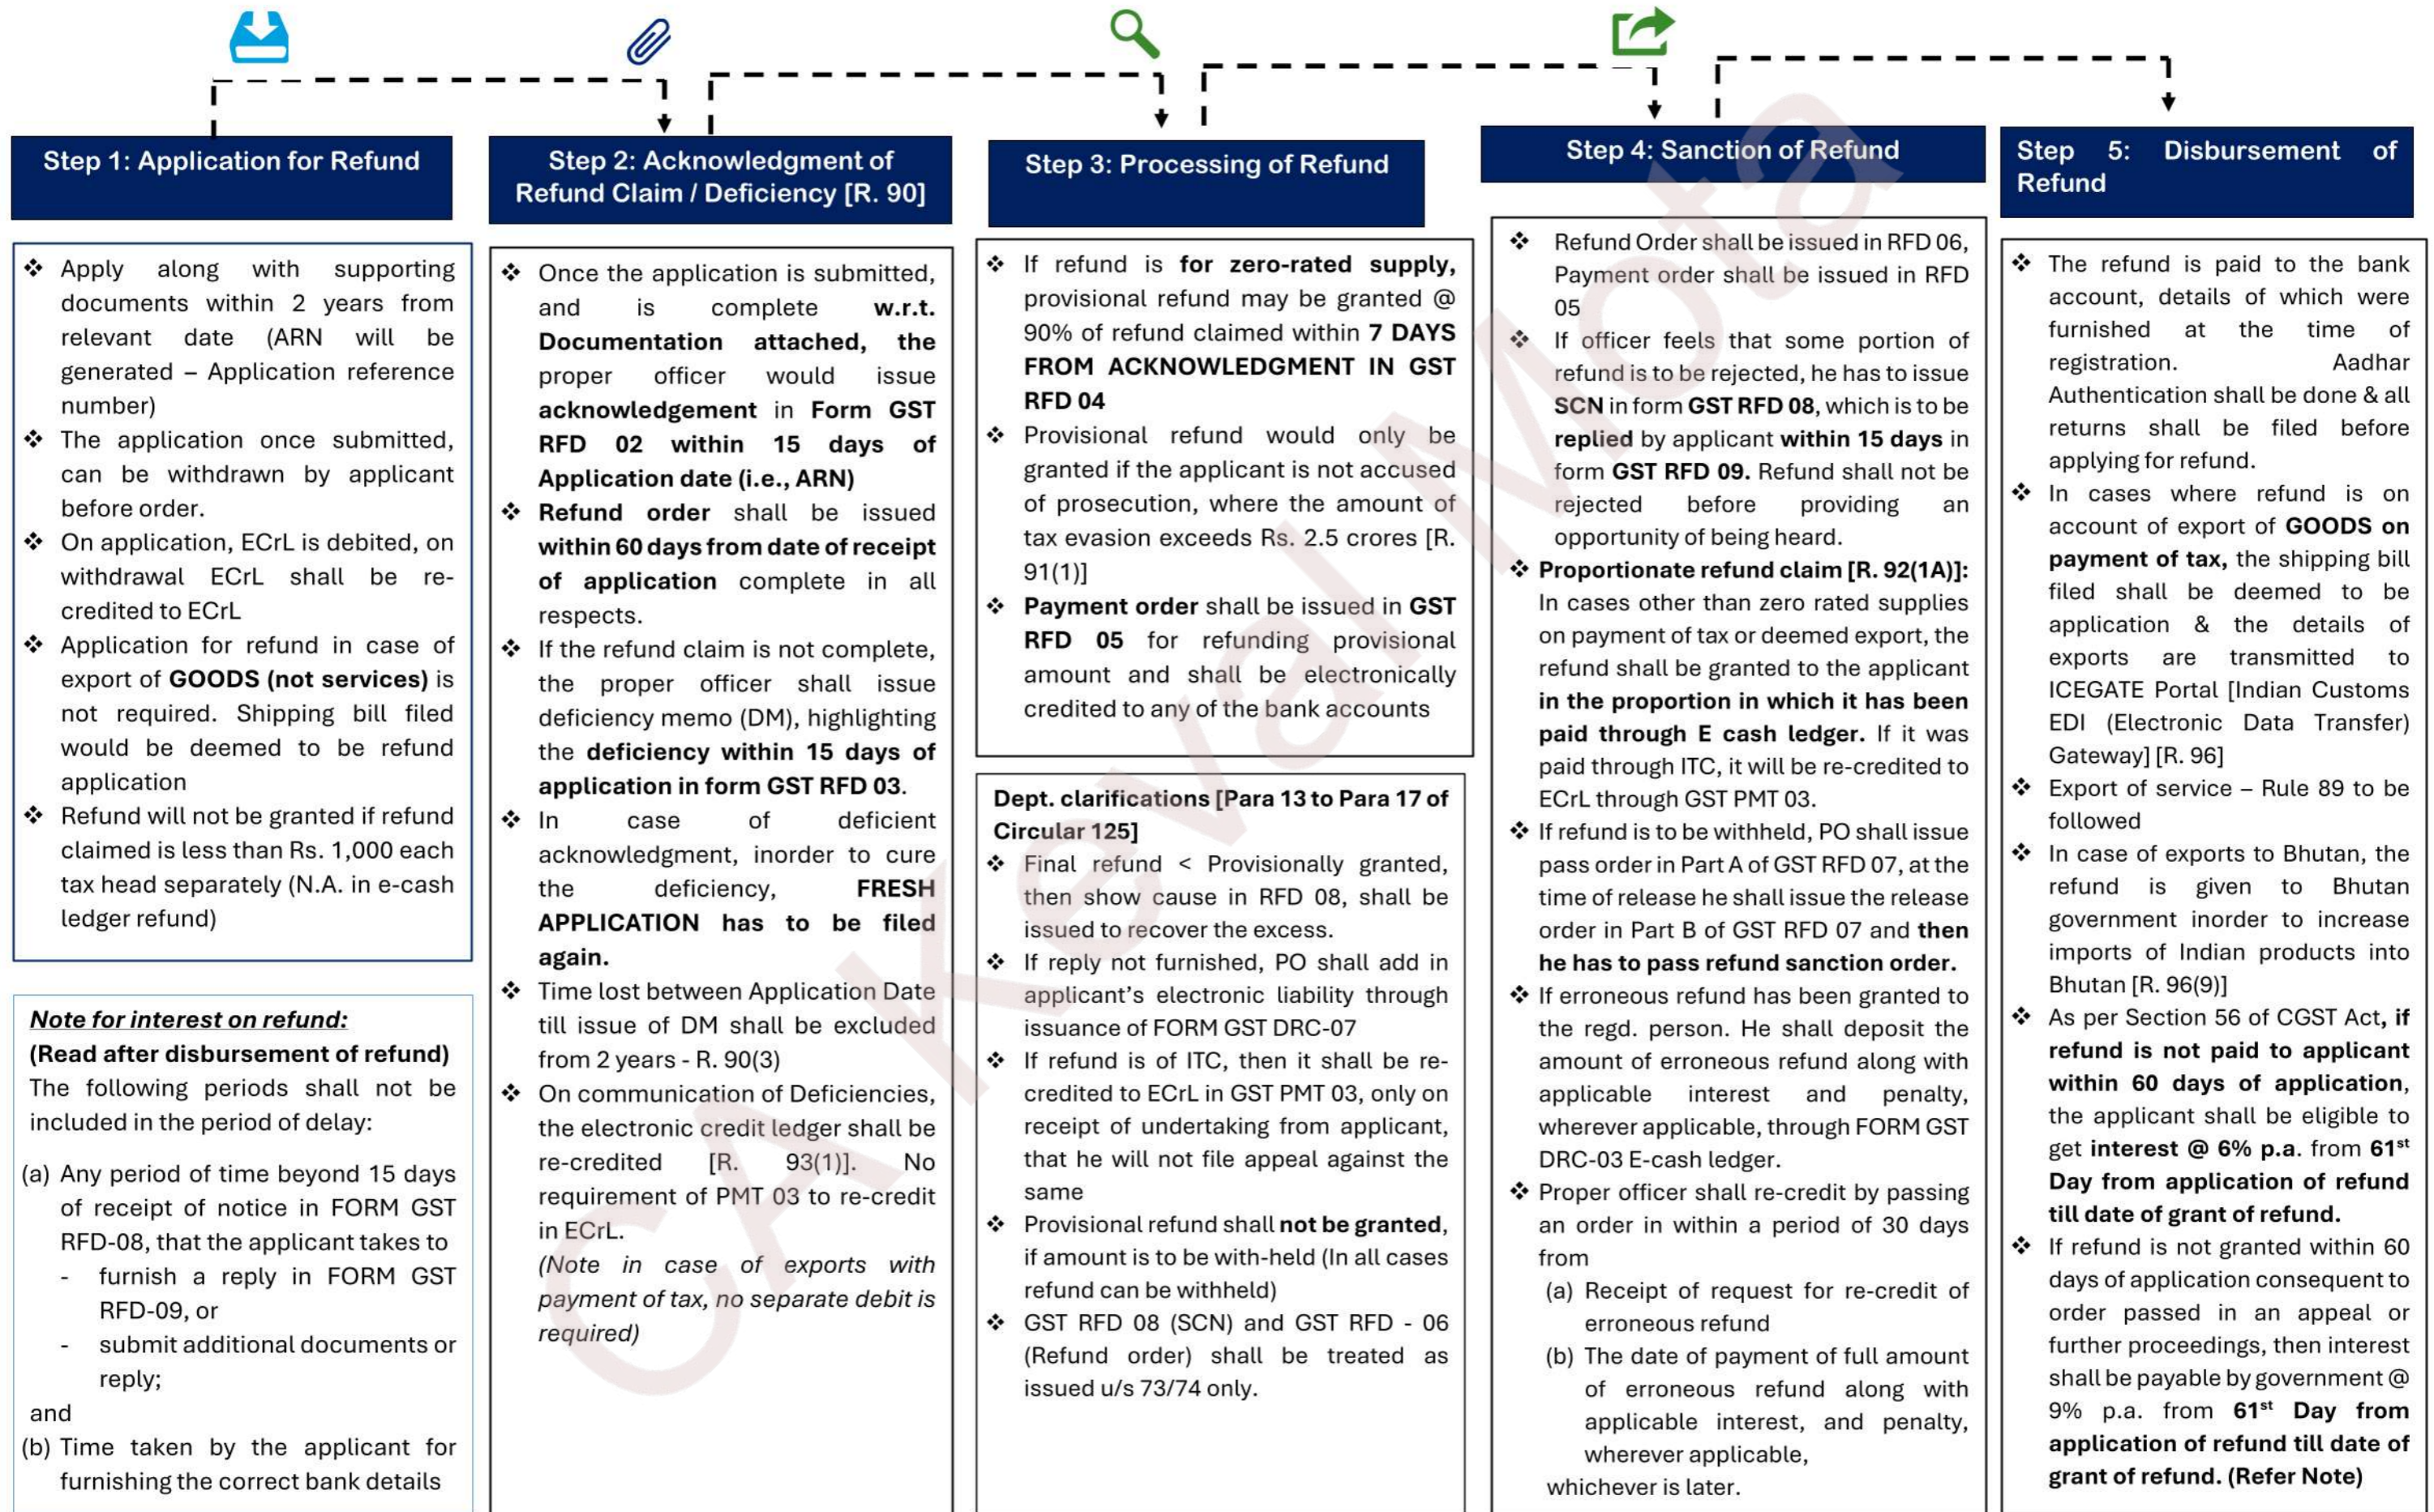 Step 1: Application for Refund
❖ Apply along with supporting
documents within 2 years from
relevant date (ARN will be
generated – Application reference
number)
❖ The application once submitted,
can be withdrawn by applicant
before order.
❖ On application, ECrL is debited, on
withdrawal ECrL shall be re-
credited to ECrL
❖ Application for refund in case of
export of GOODS (not services) is
not required. Shipping bill filed
would be deemed to be refund
application
❖ Refund will not be granted if refund
claimed is less than Rs. 1,000 each
tax head separately (N.A. in e-cash
ledger refund)
Note for interest on refund:
(Read after disbursement of refund)
The following periods shall not be
included in the period of delay:
(a) Any period of time beyond 15 days
of receipt of notice in FORM GST
RFD-08, that the applicant takes to
- furnish a reply in FORM GST
RFD-09, or
- submit additional documents or
reply;
and
(b) Time taken by the applicant for
furnishing the correct bank details
Step 2: Acknowledgment of
Refund Claim / Deficiency [R. 90]
❖ Once the application is submitted,
and is complete w.r.t.
Documentation attached, the
proper officer would issue
acknowledgement in Form GST
RFD 02 within 15 days of
Application date (i.e., ARN)
❖ Refund order shall be issued
within 60 days from date of receipt
of application complete in all
respects.
❖ If the refund claim is not complete,
the proper officer shall issue
deficiency memo (DM), highlighting
the deficiency within 15 days of
application in form GST RFD 03.
❖ In case of deficient
acknowledgment, inorder to cure
the deficiency, FRESH
APPLICATION has to be filed
again.
❖ Time lost between Application Date
till issue of DM shall be excluded
from 2 years - R. 90(3)
❖ On communication of Deficiencies,
the electronic credit ledger shall be
re-credited [R. 93(1)]. No
requirement of PMT 03 to re-credit
in ECrL.
(Note in case of exports with
payment of tax, no separate debit is
required)
Step 3: Processing of Refund
❖ If refund is for zero-rated supply,
provisional refund may be granted @
90% of refund claimed within 7 DAYS
FROM ACKNOWLEDGMENT IN GST
RFD 04
❖ Provisional refund would only be
granted if the applicant is not accused
of prosecution, where the amount of
tax evasion exceeds Rs. 2.5 crores [R.
91(1)]
❖ Payment order shall be issued in GST
RFD 05 for refunding provisional
amount and shall be electronically
credited to any of the bank accounts
Dept. clarifications [Para 13 to Para 17 of
Circular 125]
❖ Final refund < Provisionally granted,
then show cause in RFD 08, shall be
issued to recover the excess.
❖ If reply not furnished, PO shall add in
applicant's electronic liability through
issuance of FORM GST DRC-07
❖ If refund is of ITC, then it shall be re-
credited to ECrL in GST PMT 03, only on
receipt of undertaking from applicant,
that he will not file appeal against the
same
❖ Provisional refund shall not be granted,
if amount is to be with-held (In all cases
refund can be withheld)
❖ GST RFD 08 (SCN) and GST RFD - 06
(Refund order) shall be treated as
issued u/s 73/74 only.
Step 4: Sanction of Refund
❖ Refund Order shall be issued in RFD 06,
Payment order shall be issued in RFD
05
❖ If officer feels that some portion of
refund is to be rejected, he has to issue
SCN in form GST RFD 08, which is to be
replied by applicant within 15 days in
form GST RFD 09. Refund shall not be
rejected before providing an
opportunity of being heard.
❖ Proportionate refund claim [R. 92(1A)]:
In cases other than zero rated supplies
on payment of tax or deemed export, the
refund shall be granted to the applicant
in the proportion in which it has been
paid through E cash ledger. If it was
paid through ITC, it will be re-credited to
ECrL through GST PMT 03.
❖ If refund is to be withheld, PO shall issue
pass order in Part A of GST RFD 07, at the
time of release he shall issue the release
order in Part B of GST RFD 07 and then
he has to pass refund sanction order.
❖ If erroneous refund has been granted to
the regd. person. He shall deposit the
amount of erroneous refund along with
applicable interest and penalty,
wherever applicable, through FORM GST
DRC-03 E-cash ledger.
❖ Proper officer shall re-credit by passing
an order in within a period of 30 days
from
(a) Receipt of request for re-credit of
erroneous refund
(b) The date of payment of full amount
of erroneous refund along with
applicable interest, and penalty,
wherever applicable,
whichever is later.
Step 5: Disbursement of
Refund
❖ The refund is paid to the bank
account, details of which were
furnished at the time of
registration. Aadhar
Authentication shall be done & all
returns shall be filed before
applying for refund.
❖ In cases where refund is on
account of export of GOODS on
payment of tax, the shipping bill
filed shall be deemed to be
application & the details of
exports are transmitted to
ICEGATE Portal [Indian Customs
EDI (Electronic Data Transfer)
Gateway] [R. 96]
❖ Export of service – Rule 89 to be
followed
❖ In case of exports to Bhutan, the
refund is given to Bhutan
government inorder to increase
imports of Indian products into
Bhutan [R. 96(9)]
❖ As per Section 56 of CGST Act, if
refund is not paid to applicant
within 60 days of application,
the applicant shall be eligible to
get interest @ 6% p.a. from 61st
Day from application of refund
till date of grant of refund.
❖ If refund is not granted within 60
days of application consequent to
order passed in an appeal or
further proceedings, then interest
shall be payable by government @
9% p.a. from 61st Day from
application of refund till date of
grant of refund. (Refer Note)
CA Keval Mota